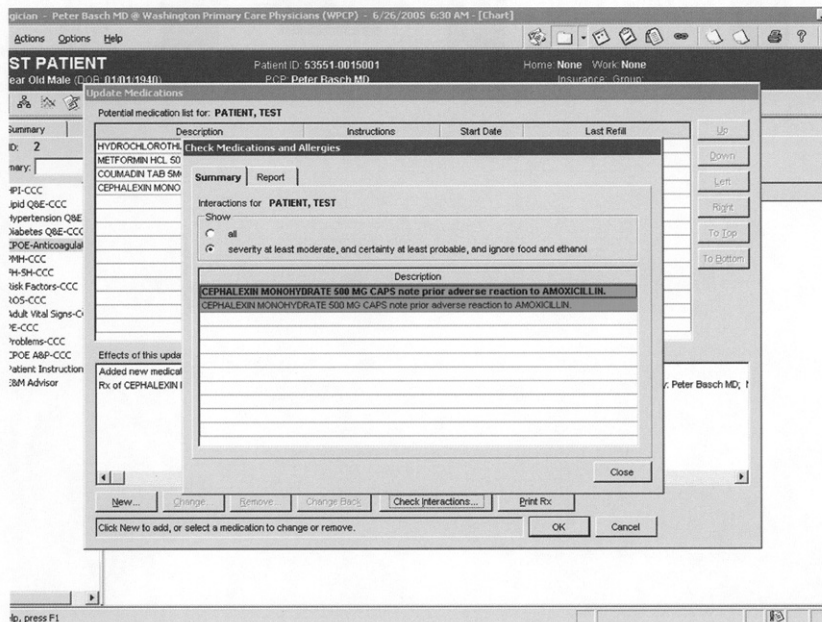 gician - Peter Basch MD @ Washington Primary Care Physicians (WPCP) - 6/26/2005 6:30 AM - [Chart]
Actions Options Help
ST PATIENT Patient ID: 53551-0015001 Home: None Work: None
ear Old Male (DOB: 01/01/1940) PCP: Peter Basch MD Insurance: Group:
Update Medications
Potential medication list for: PATIENT, TEST
Summary
Description Instructions Start Date Last Refill
Up
ID: 2
HYDROCHLOROTHI
Check Medications and Allergies
METFORMIN HCL 50
Down
mary:
COUMADIN TAB 5M
Summary Report
Left
CEPHALEXIN MONO
HPI-CCC
Lipid Q&E-CCC
Interactions for PATIENT, TEST
Right
Hypertension Q&E
Show
Diabetes Q&E-CCC
all
To Top
CPOE-Anticoagulat
severity at least moderate, and certainty at least probable, and ignore food and ethanol
PMH-CCC
To Bottom
FH-SH-CCC
Description
Risk Factors-CCC
CEPHALEXIN MONOHYDRATE 500 MG CAPS note prior adverse reaction to AMOXICILLIN.
ROS-CCC
CEPHALEXIN MONOHYDRATE 500 MG CAPS note prior adverse reaction to AMOXICILLIN.
Adult Vital Signs-C
PE-CCC
Problems-CCC
CPOE A&P-CCC
Effects of this upda
Patient Instruction
Added new medical
E&M Advisor
Rx of CEPHALEXIN
y: Peter Basch MD;
Close
New... Change... Remove... Change Back Check Interactions... Print Rx
Click New to add, or select a medication to change or remove.
OK Cancel
lp, press F1